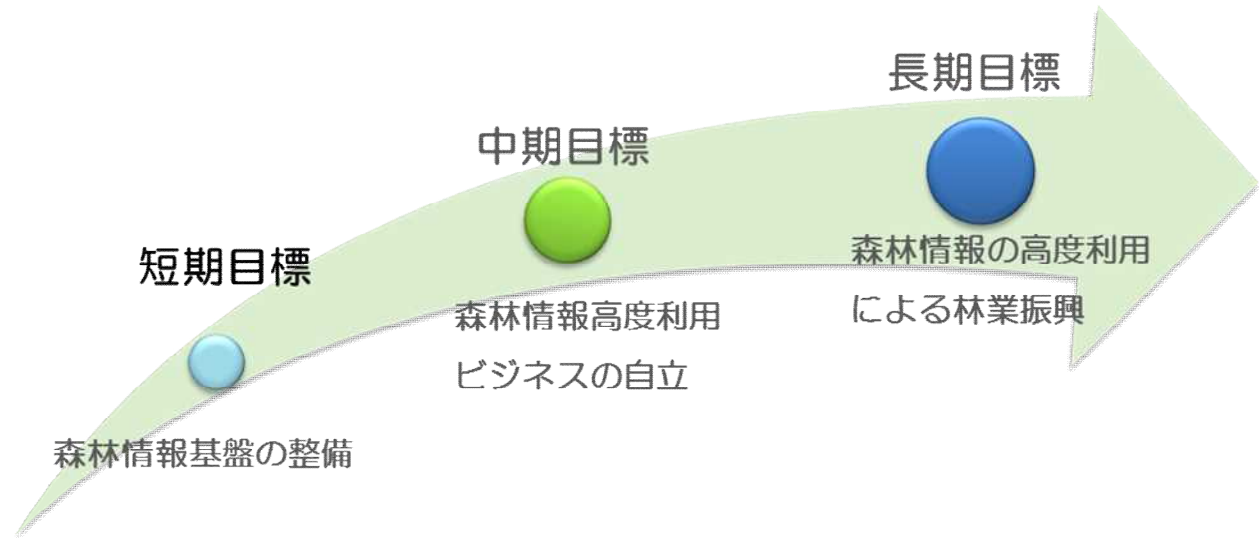 短期目標
森林情報基盤の整備
中期目標
森林情報高度利用
ビジネスの自立
長期目標
森林情報の高度利用
による林業振興